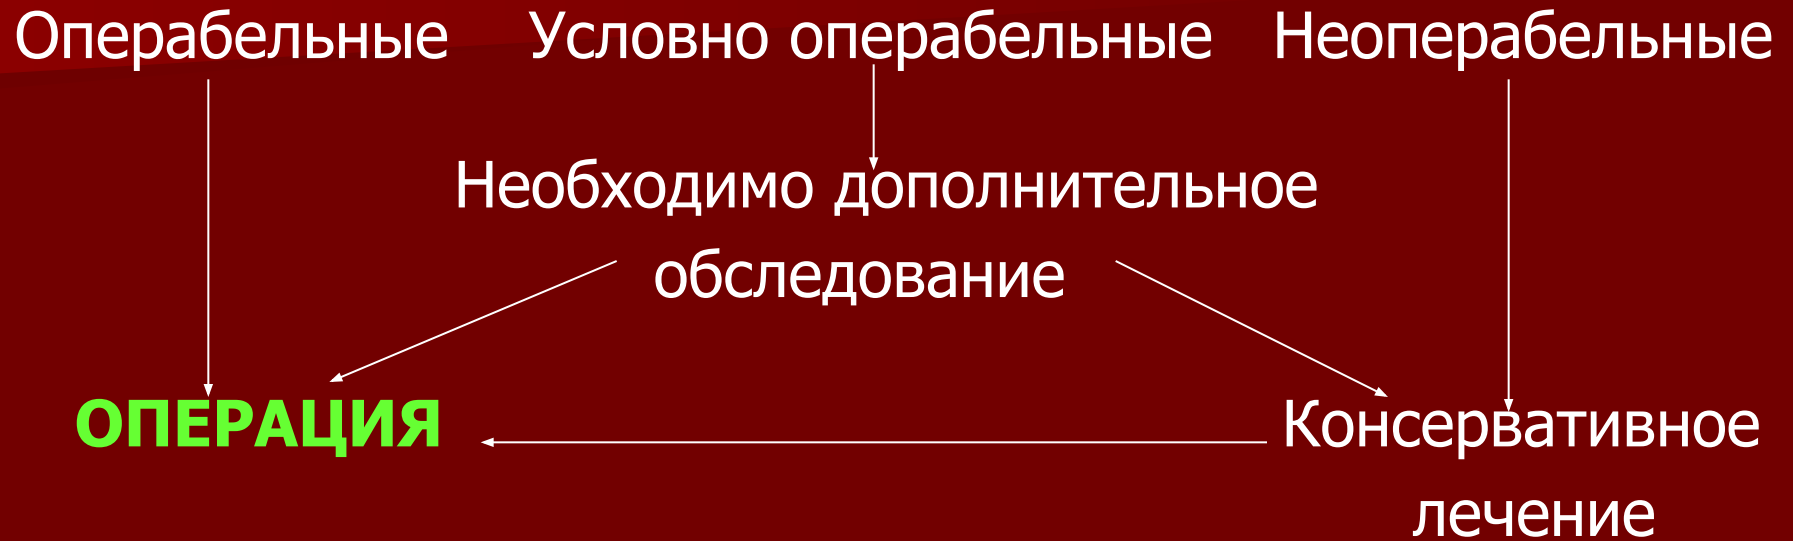 Операбельные
Условно операбельные
Неоперабельные
Необходимо дополнительное
обследование
ОПЕРАЦИЯ
Консервативное
лечение